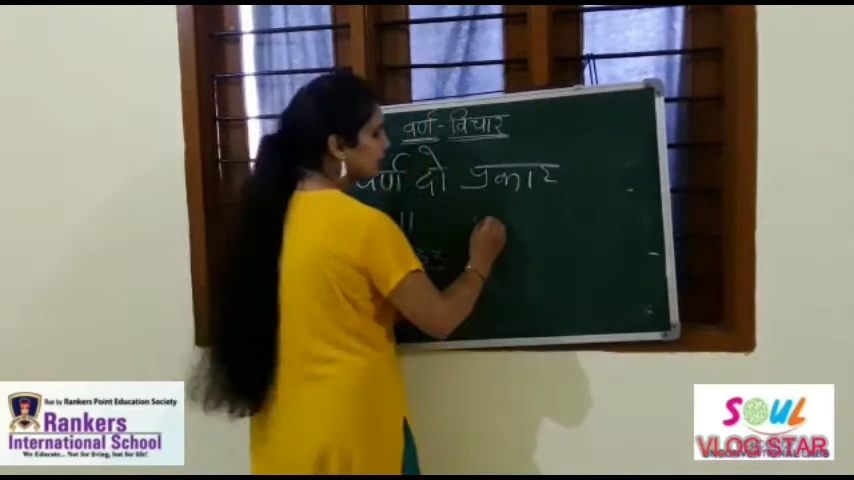 वर्ण-विचार
वर्ण दो प्रकार
Run by Rankers Point Education Society
Rankers
International School
"We Educate... Not for living, but for life!"
SOUL
VLOG STAR